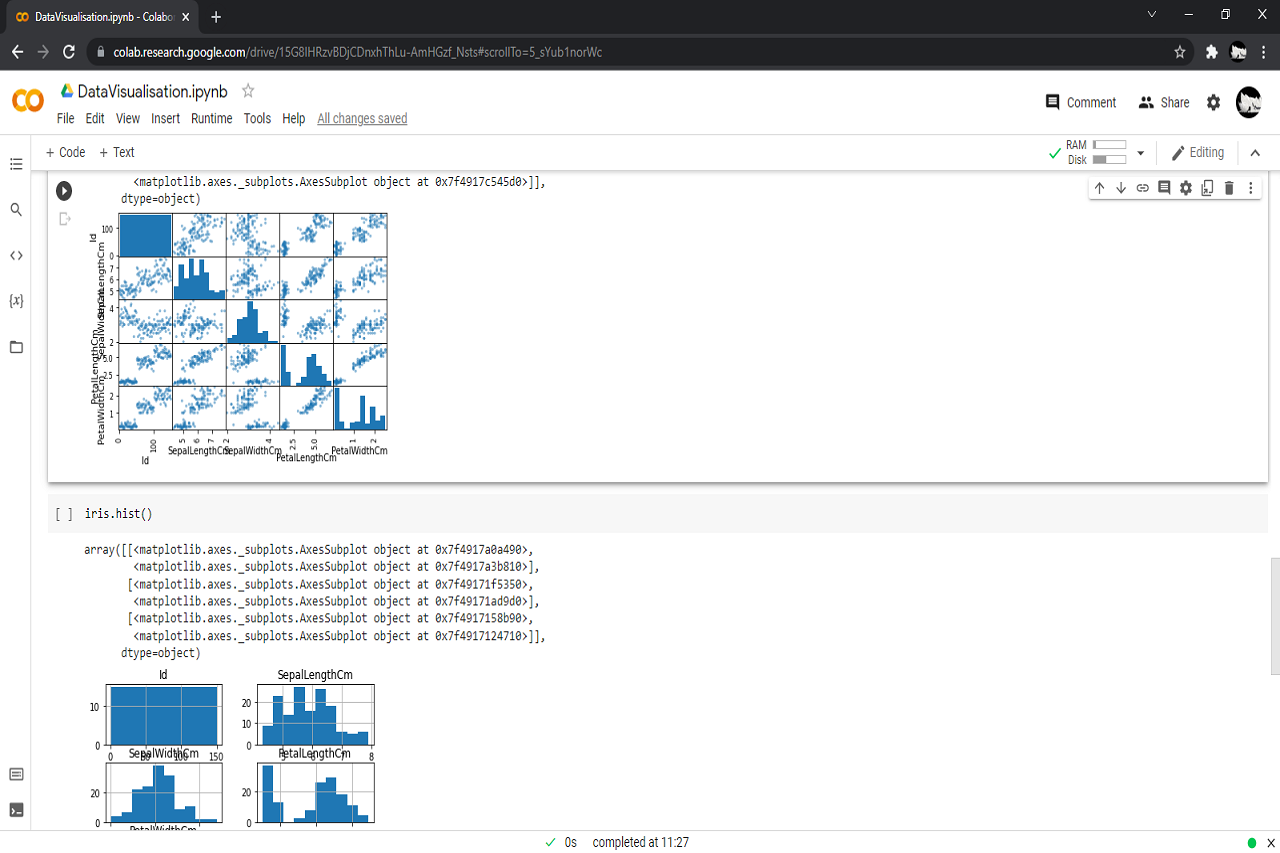 DataVisualisation.ipynb - Colabo
colab.research.google.com/drive/15G8IHRzvBDjCDnxhThLu-AmHGzf_Nsts#scrollTo=5_sYub1norWc
DataVisualisation.ipynb
Comment Share
File Edit View Insert Runtime Tools Help All changes saved
+ Code + Text
RAM
Disk
Editing
<matplotlib.axes._subplots.AxesSubplot object at 0x7f4917c545d0>]],
dtype=object)
Id
100
0
SepalLengthCm
7
6
5
SepalWidthCm
4
2
PetalLengthCm
5.0
2.5
PetalWidthCm
2
1
0 100 5 6 7 2 4 2.5 5.0 1 2
Id SepalLengthCm SepalWidthCm PetalLengthCm PetalWidthCm
[ ] iris.hist()
array([[<matplotlib.axes._subplots.AxesSubplot object at 0x7f4917a0a490>,
<matplotlib.axes._subplots.AxesSubplot object at 0x7f4917a3b810>],
[<matplotlib.axes._subplots.AxesSubplot object at 0x7f49171f5350>,
<matplotlib.axes._subplots.AxesSubplot object at 0x7f49171ad9d0>],
[<matplotlib.axes._subplots.AxesSubplot object at 0x7f4917158b90>,
<matplotlib.axes._subplots.AxesSubplot object at 0x7f4917124710>]],
dtype=object)
Id SepalLengthCm
10
0
20
10
0
0 50 100 150
5 6 7 8
SepalWidthCm PetalLengthCm
20
0
20
0
PetalWidthCm
0s completed at 11:27